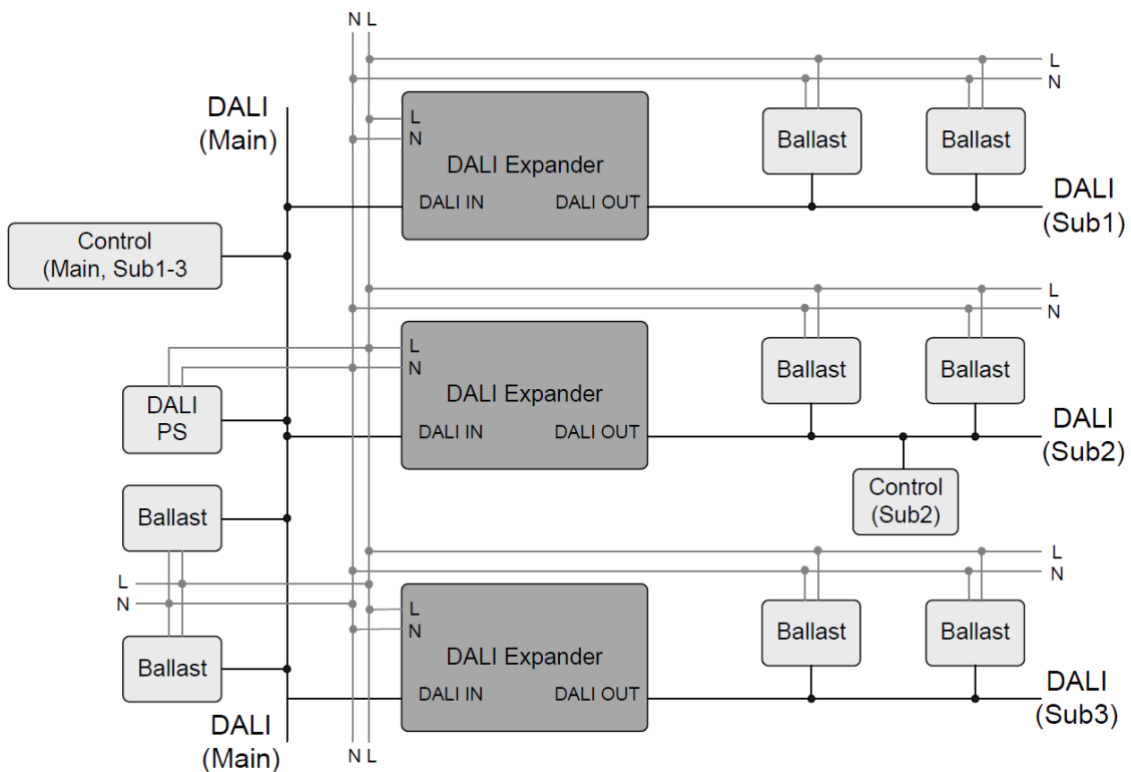 N L
L
N
DALI
(Main)
L
N
DALI Expander
DALI IN
DALI OUT
Ballast
Ballast
DALI
(Sub1)
Control
(Main, Sub1-3
L
N
L
N
DALI Expander
DALI IN
DALI OUT
Ballast
Ballast
DALI
(Sub2)
DALI
PS
Control
(Sub2)
Ballast
L
N
L
N
Ballast
L
N
DALI Expander
DALI IN
DALI OUT
Ballast
Ballast
DALI
(Sub3)
DALI
(Main)
N L